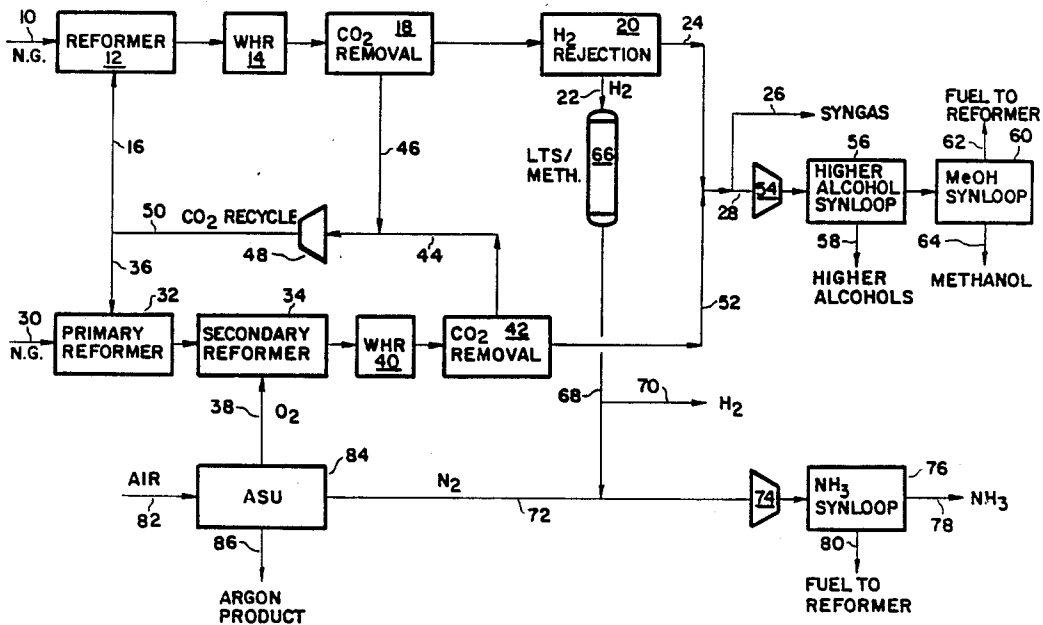 10
N.G.
REFORMER
12
WHR
14
CO2
18
REMOVAL
H2
20
REJECTION
24
22
H2
26
SYNGAS
FUEL TO
REFORMER
62
60
16
46
LTS/
METH.
66
56
54
HIGHER
ALCOHOL
SYNLOOP
MeOH
SYNLOOP
28
50
CO2 RECYCLE
48
44
58
64
HIGHER
ALCOHOLS
METHANOL
36
32
34
52
30
N.G.
PRIMARY
REFORMER
SECONDARY
REFORMER
WHR
40
CO2
42
REMOVAL
38
O2
68
70
H2
84
AIR
82
ASU
N2
72
74
NH3
SYNLOOP
76
NH3
78
86
80
ARGON
PRODUCT
FUEL TO
REFORMER